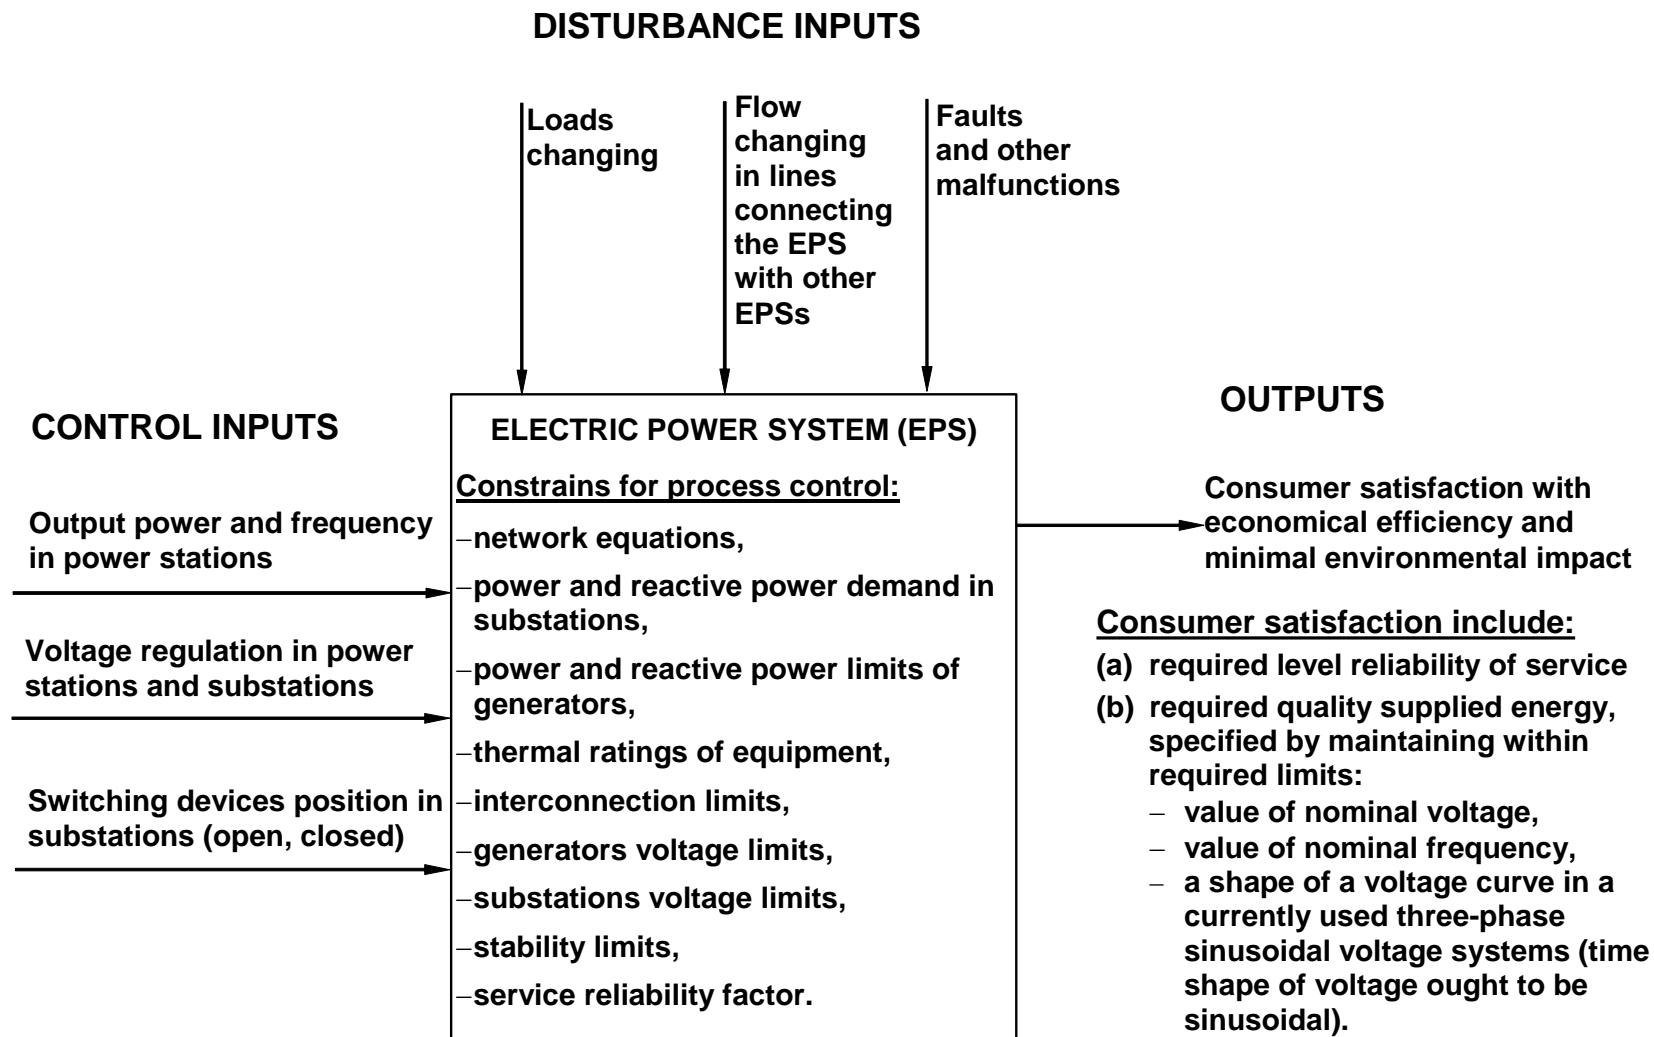 DISTURBANCE INPUTS
Loads
changing
Flow
changing
in lines
connecting
the EPS
with other
EPSs
Faults
and other
malfunctions
CONTROL INPUTS
Output power and frequency
in power stations
Voltage regulation in power
stations and substations
Switching devices position in
substations (open, closed)
ELECTRIC POWER SYSTEM (EPS)
Constrains for process control:
–network equations,
–power and reactive power demand in
substations,
–power and reactive power limits of
generators,
–thermal ratings of equipment,
–interconnection limits,
–generators voltage limits,
–substations voltage limits,
–stability limits,
–service reliability factor.
OUTPUTS
Consumer satisfaction with
economical efficiency and
minimal environmental impact
Consumer satisfaction include:
(a) required level reliability of service
(b) required quality supplied energy,
specified by maintaining within
required limits:
– value of nominal voltage,
– value of nominal frequency,
– a shape of a voltage curve in a
currently used three-phase
sinusoidal voltage systems (time
shape of voltage ought to be
sinusoidal).